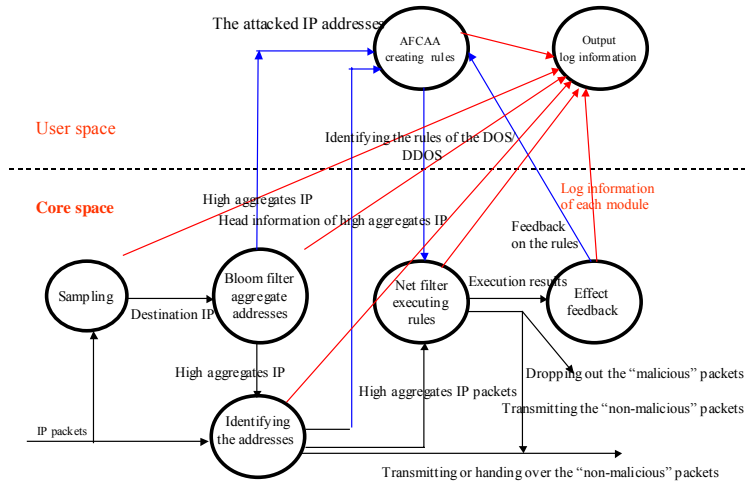 The attacked IP addresses
AFCAA
creating rules
Output
log information
User space
Identifying the rules of the DOS/
DDOS
High aggregates IP
Core space
Head information of high aggregates IP
Log information
of each module
Feedback
on the rules
Sampling
Bloom filter
aggregate
addresses
Net filter
executing
rules
Execution results
Effect
feedback
Destination IP
High aggregates IP
Dropping out the “malicious” packets
High aggregates IP packets
Transmitting the “non-malicious” packets
Identifying
the addresses
IP packets
Transmitting or handing over the “non-malicious” packets